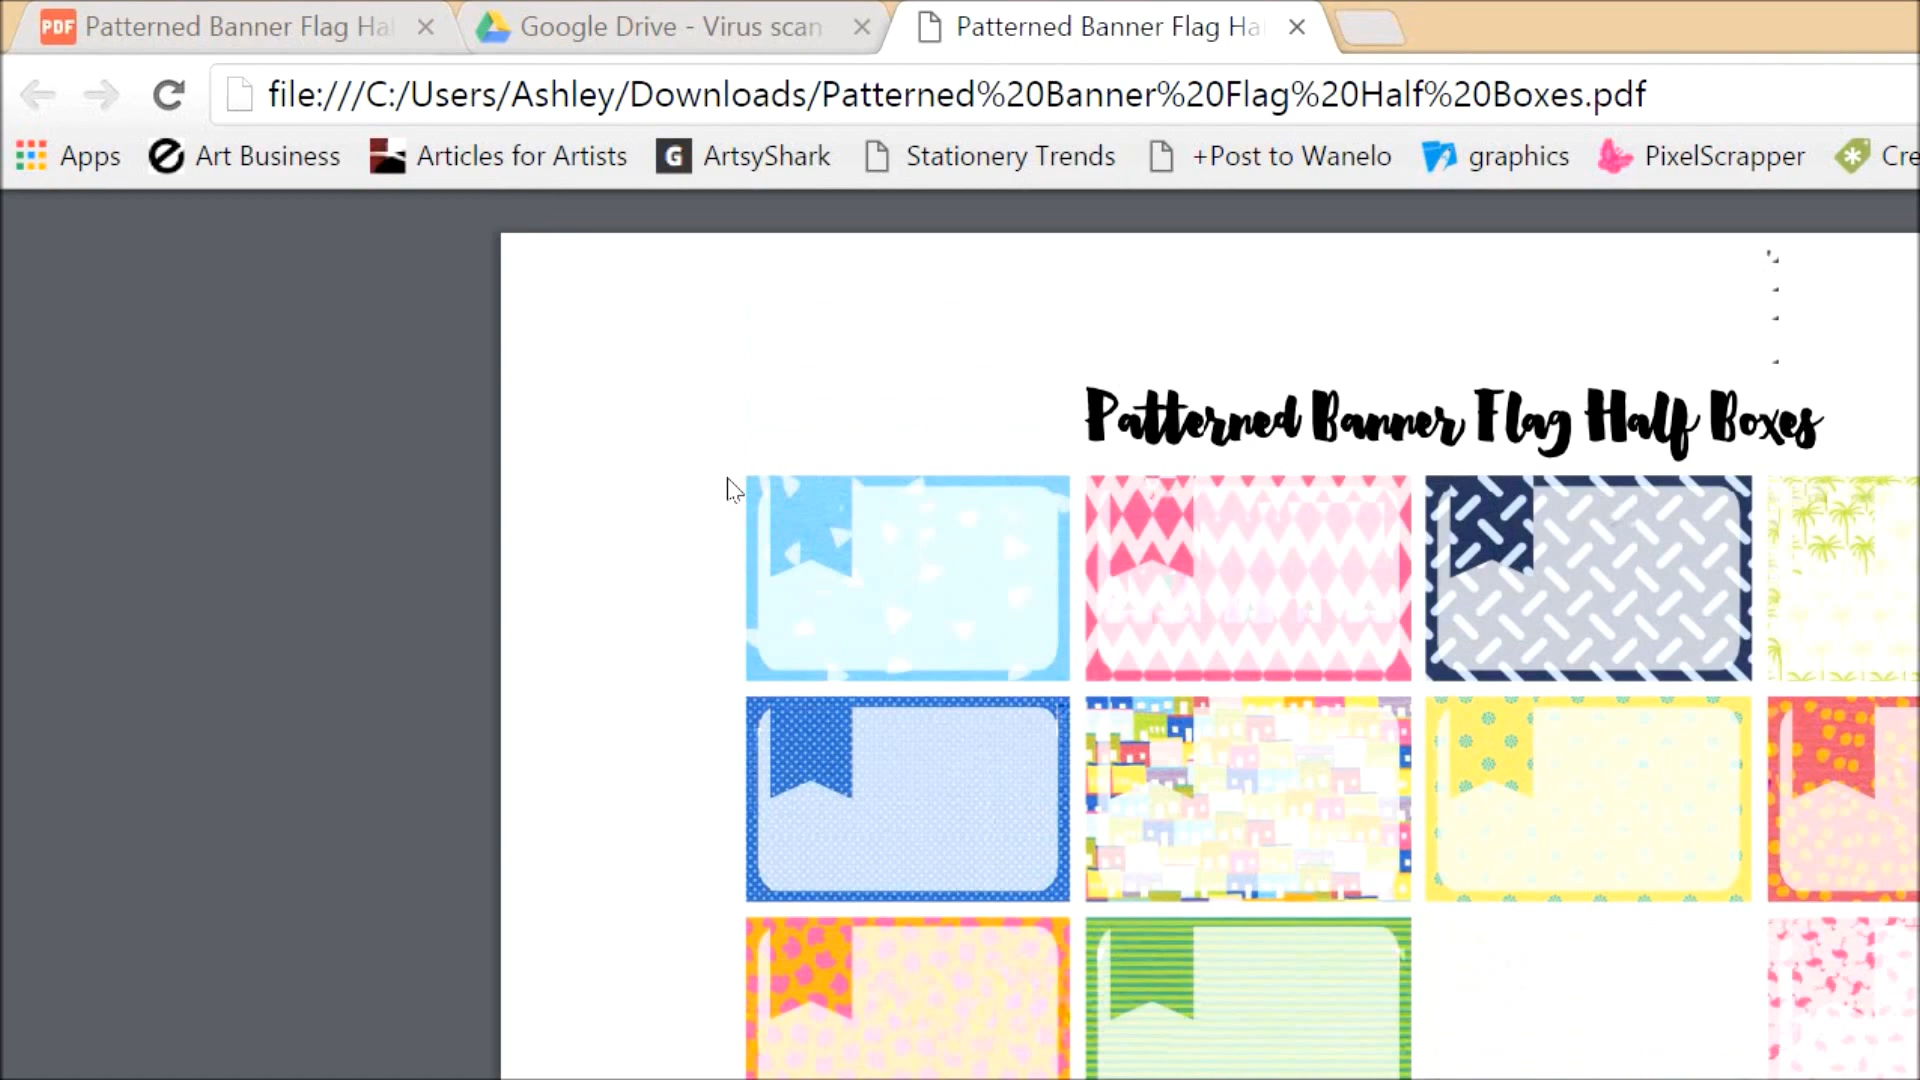 PDF Patterned Banner Flag Ha
Google Drive - Virus scan
Patterned Banner Flag Ha
file:///C:/Users/Ashley/Downloads/Patterned%20Banner%20Flag%20Half%20Boxes.pdf
Apps Art Business Articles for Artists G ArtsyShark Stationery Trends +Post to Wanelo graphics PixelScrapper Cre
Patterned Banner Flag Half Boxes